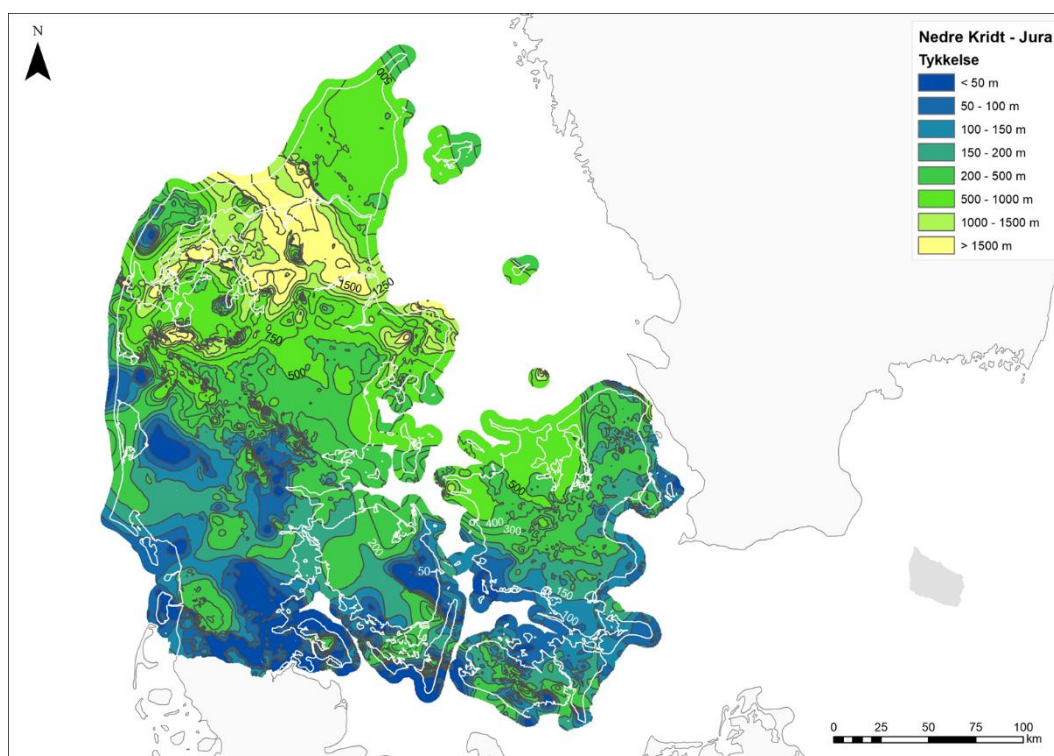 N
Nedre Kridt - Jura
Tykkelse
< 50 m
50 - 100 m
100 - 150 m
150 - 200 m
200 - 500 m
500 - 1000 m
1000 - 1500 m
> 1500 m
500
1500
1250
750
500
500
400
300
200
50
150
100
0 25 50 75 100
km